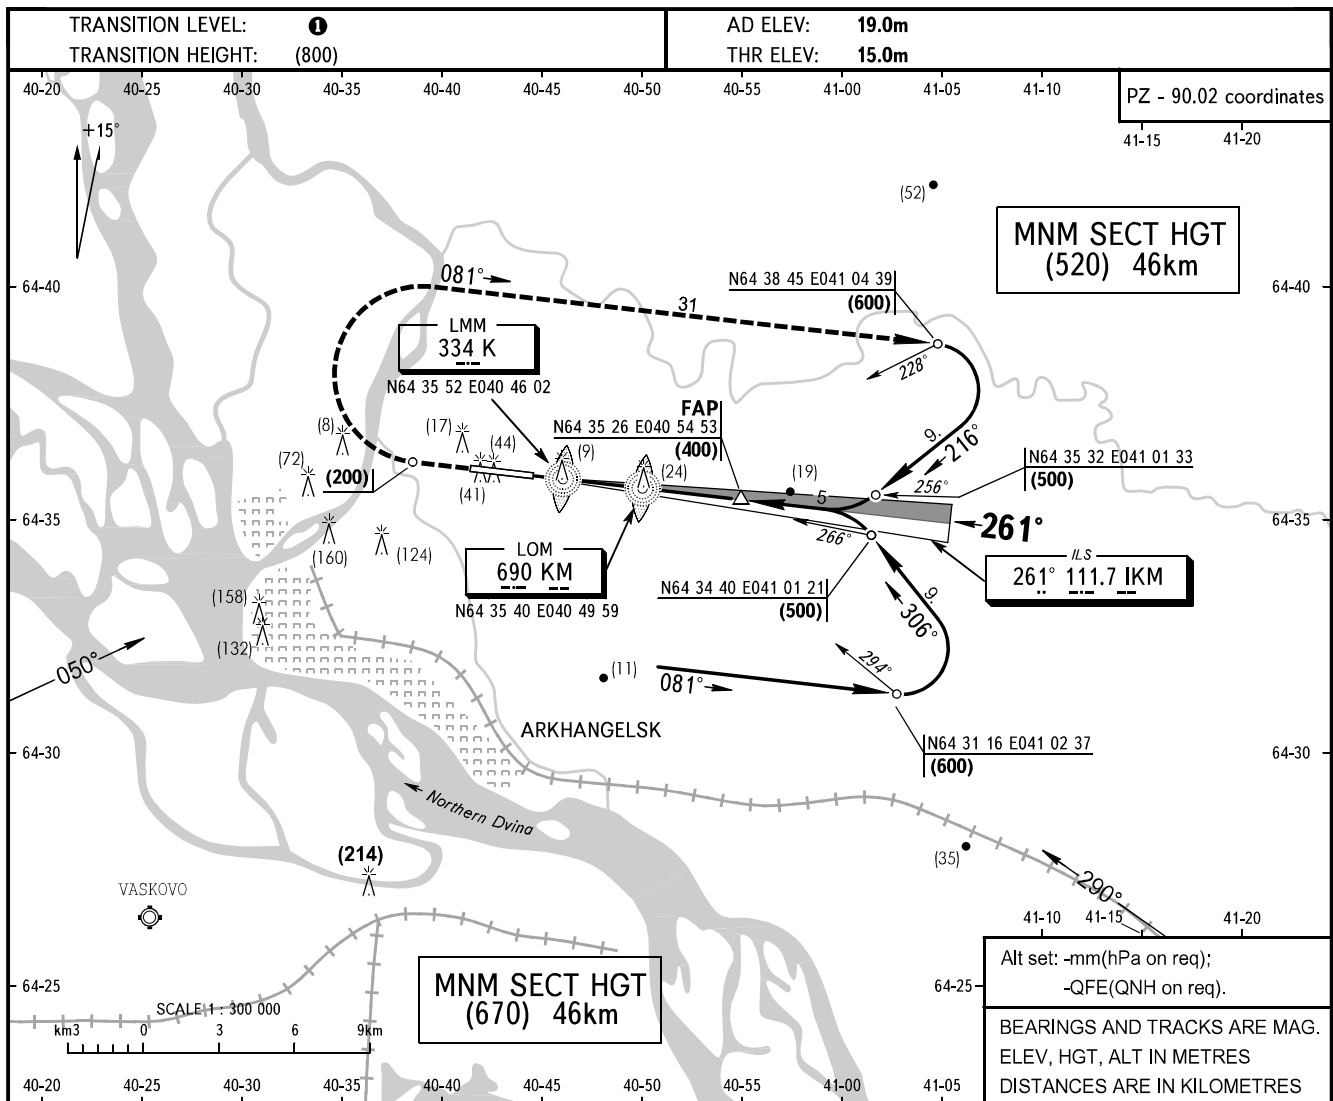 TRANSITION LEVEL: ❶
TRANSITION HEIGHT: (800)
AD ELEV: 19.0m
THR ELEV: 15.0m
40-20 40-25 40-30 40-35 40-40 40-45 40-50 40-55 41-00 41-05 41-10
PZ - 90.02 coordinates
41-15 41-20
+15°
(52)
MNM SECT HGT
(520) 46km
081°
N64 38 45 E041 04 39
(600)
64-40
64-40
31
LMM
334 K
N64 35 52 E040 46 02
228°
FAP
N64 35 26 E040 54 53
(400)
9.
216°
(8)
(17)
(44)
(9)
(72)
(200)
(41)
(24)
(19)
5
256°
N64 35 32 E041 01 33
(500)
64-35
64-35
261°
266°
(160)
(124)
LOM
690 KM
N64 35 40 E040 49 59
ILS
261° 111.7 IKM
N64 34 40 E041 01 21
(500)
9.
306°
(158)
(132)
050°
(11)
081°
294°
ARKHANGELSK
N64 31 16 E041 02 37
(600)
64-30
64-30
Northern Dvina
(214)
(35)
290°
VASKOVO
41-10 41-15 41-20
64-25
64-25
MNM SECT HGT
(670) 46km
SCALE 1 : 300 000
km3 0 3 6 9km
Alt set: -mm(hPa on req);
-QFE(QNH on req).
BEARINGS AND TRACKS ARE MAG.
ELEV, HGT, ALT IN METRES
DISTANCES ARE IN KILOMETRES
40-20 40-25 40-30 40-35 40-40 40-45 40-50 40-55 41-00 41-05